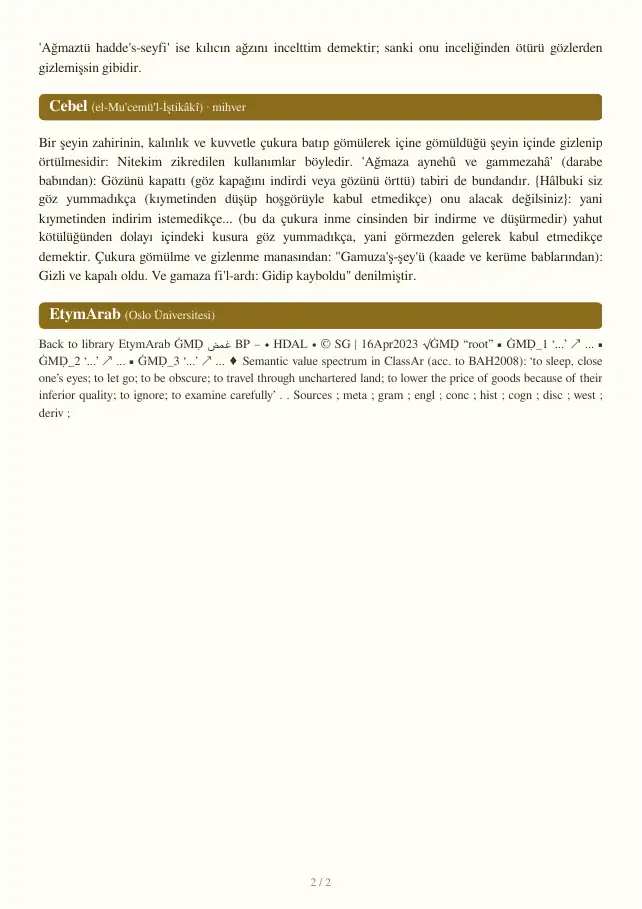 'Ağmaztü hadde's-seyfi' ise kılıcın ağzını incelttim demektir; sanki onu inceliğinden ötürü gözlerden
gizlemişsin gibidir.
Cebel (el-Mu'cemü'l-İştikâkî) · mihver
Bir şeyin zahirinin, kalınlık ve kuvvetle çukura batıp gömülerek içine gömüldüğü şeyin içinde gizlenip
örtülmesidir: Nitekim zikredilen kullanımlar böyledir. 'Ağmaza aynehû ve gammezahâ' (darabe
babından): Gözünü kapattı (göz kapağını indirdi veya gözünü örttü) tabiri de bundandır. {Hâlbuki siz
göz yummadıkça (kıymetinden düşüp hoşgörüyle kabul etmedikçe) onu alacak değilsiniz}: yani
kıymetinden indirim istemedikçe... (bu da çukura inme cinsinden bir indirme ve düşürmedir) yahut
kötülüğünden dolayı içindeki kusura göz yummadıkça, yani görmezden gelerek kabul etmedikçe
demektir. Çukura gömülme ve gizlenme manasından: "Gamuza'ş-şey'ü (kaade ve kerüme bablarından):
Gizli ve kapalı oldu. Ve gamaza fi'l-ardı: Gidip kayboldu" denilmiştir.
EtymArab (Oslo Üniversitesi)
Back to library EtymArab ĠMḌ غمض BP – • HDAL • © SG | 16Apr2023 √ĠMḌ “root” ▪ ĠMḌ_1 ‘...’ ↗ ... ▪
ĠMḌ_2 ‘...’ ↗ ... ▪ ĠMḌ_3 ‘...’ ↗ ... ♦ Semantic value spectrum in ClassAr (acc. to BAH2008): ‘to sleep, close
one’s eyes; to let go; to be obscure; to travel through unchartered land; to lower the price of goods because of their
inferior quality; to ignore; to examine carefully’ . . Sources ; meta ; gram ; engl ; conc ; hist ; cogn ; disc ; west ;
deriv ;
2 / 2